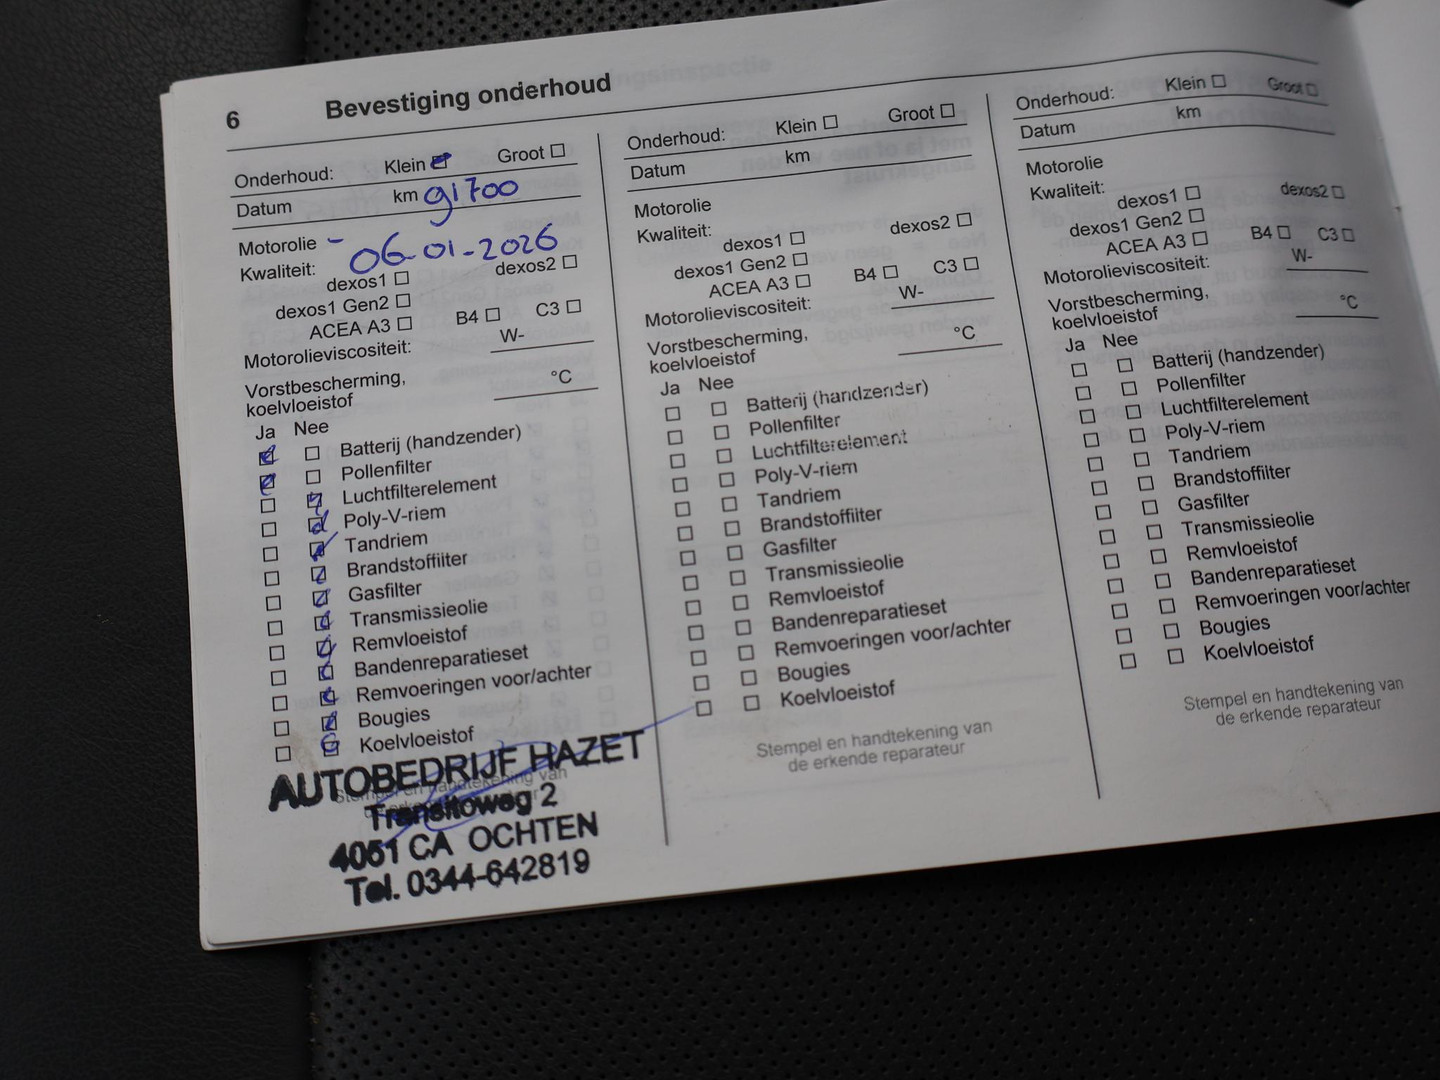 6 Bevestiging onderhoud
Onderhoud: Klein Groot
Datum km 91700
Motorolie - 06-01-2026
Kwaliteit:
dexos1 dexos2
dexos1 Gen2
ACEA A3 B4 C3
Motorolieviscositeit: W-
Vorstbescherming,
koelvloeistof °C
Ja Nee
Batterij (handzender)
Pollenfilter
Luchtfilterelement
Poly-V-riem
Tandriem
Brandstoffilter
Gasfilter
Transmissieolie
Remvloeistof
Bandenreparatieset
Remvoeringen voor/achter
Bougies
Koelvloeistof
AUTOBEDRIJF HAZET
Stempel en handtekening van
Transitoweg 2
4051 CA OCHTEN
Tel. 0344-642819
Onderhoud: Klein Groot
Datum km
Motorolie
Kwaliteit:
dexos1 dexos2
dexos1 Gen2
ACEA A3 B4 C3
Motorolieviscositeit: W-
Vorstbescherming,
koelvloeistof °C
Ja Nee
Batterij (handzender)
Pollenfilter
Luchtfilterelement
Poly-V-riem
Tandriem
Brandstoffilter
Gasfilter
Transmissieolie
Remvloeistof
Bandenreparatieset
Remvoeringen voor/achter
Bougies
Koelvloeistof
Stempel en handtekening van
de erkende reparateur
Onderhoud: Klein Groot
Datum km
Motorolie
Kwaliteit:
dexos1 dexos2
dexos1 Gen2
ACEA A3 B4 C3
Motorolieviscositeit: W-
Vorstbescherming,
koelvloeistof °C
Ja Nee
Batterij (handzender)
Pollenfilter
Luchtfilterelement
Poly-V-riem
Tandriem
Brandstoffilter
Gasfilter
Transmissieolie
Remvloeistof
Bandenreparatieset
Remvoeringen voor/achter
Bougies
Koelvloeistof
Stempel en handtekening van
de erkende reparateur